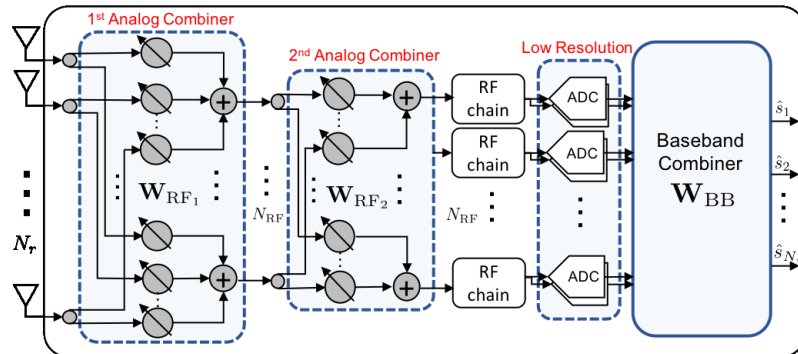 1st Analog Combiner
2nd Analog Combiner
Low Resolution
RF
chain
ADC
RF
chain
ADC
RF
chain
ADC
Baseband
Combiner
W_BB
W_RF₁
W_RF₂
N_r
N_RF
N_RF
ŝ₁
ŝ₂